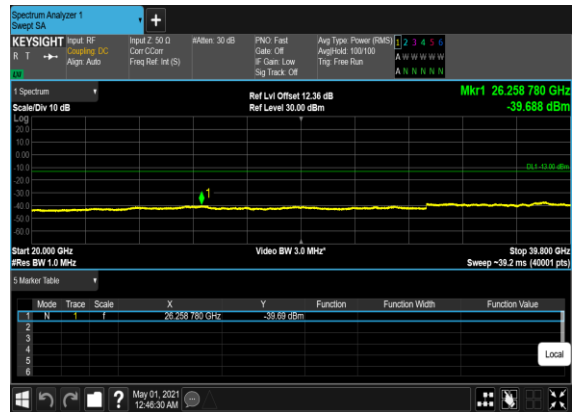 Spectrum Analyzer 1
Swept SA
+
KEYSIGHT Input: RF Input Z: 50 Ω #Atten: 30 dB PNO: Fast Avg Type: Power (RMS) 1 2 3 4 5 6
R T Coupling: DC Corr CCorr Gate: Off Avg|Hold: 100/100 A W W W W W
Align: Auto Freq Ref: Int (S) IF Gain: Low Trig: Free Run
Sig Track: Off A N N N N N
1 Spectrum Ref Lvl Offset 12.36 dB Mkr1 26.258 780 GHz
Scale/Div 10 dB Ref Level 30.00 dBm -39.688 dBm
Log
20.0
10.0
0.00
-10.0
DL1 -13.00 dBm
-20.0
-30.0
1
-40.0
-50.0
-60.0
Start 20.000 GHz Video BW 3.0 MHz* Stop 39.800 GHz
#Res BW 1.0 MHz Sweep ~39.2 ms (40001 pts)
5 Marker Table
Mode Trace Scale X Y Function Function Width Function Value
1 N 1 f 26.258 780 GHz -39.69 dBm
2
3
4
5
6
Local
? May 01, 2021
12:46:30 AM